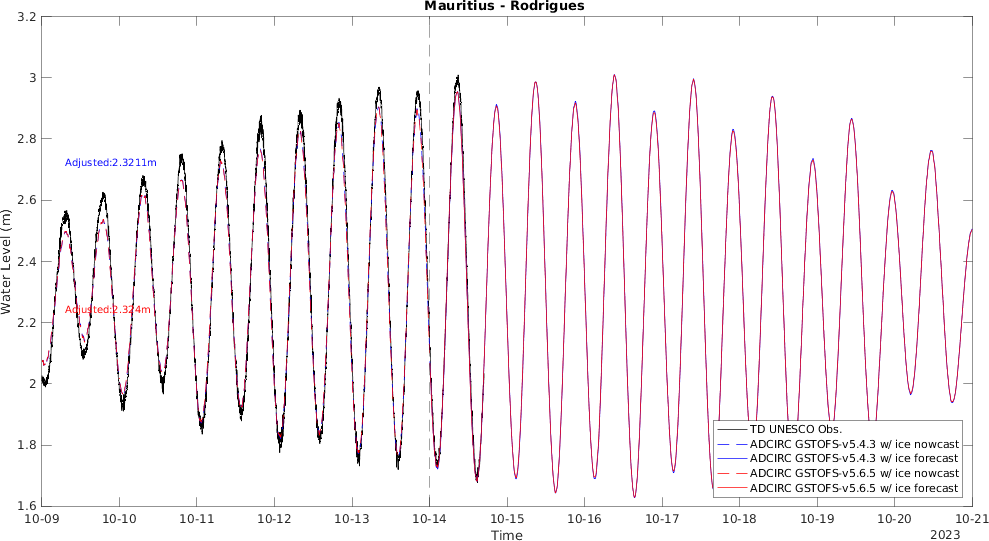 Mauritius - Rodrigues
3.2
3
2.8
2.6
2.4
2.2
2
1.8
1.6
Water Level (m)
Adjusted:2.3211m
Adjusted:2.324m
TD UNESCO Obs.
ADCIRC GSTOFS-v5.4.3 w/ ice nowcast
ADCIRC GSTOFS-v5.4.3 w/ ice forecast
ADCIRC GSTOFS-v5.6.5 w/ ice nowcast
ADCIRC GSTOFS-v5.6.5 w/ ice forecast
10-09 10-10 10-11 10-12 10-13 10-14 10-15 10-16 10-17 10-18 10-19 10-20 10-21
Time
2023